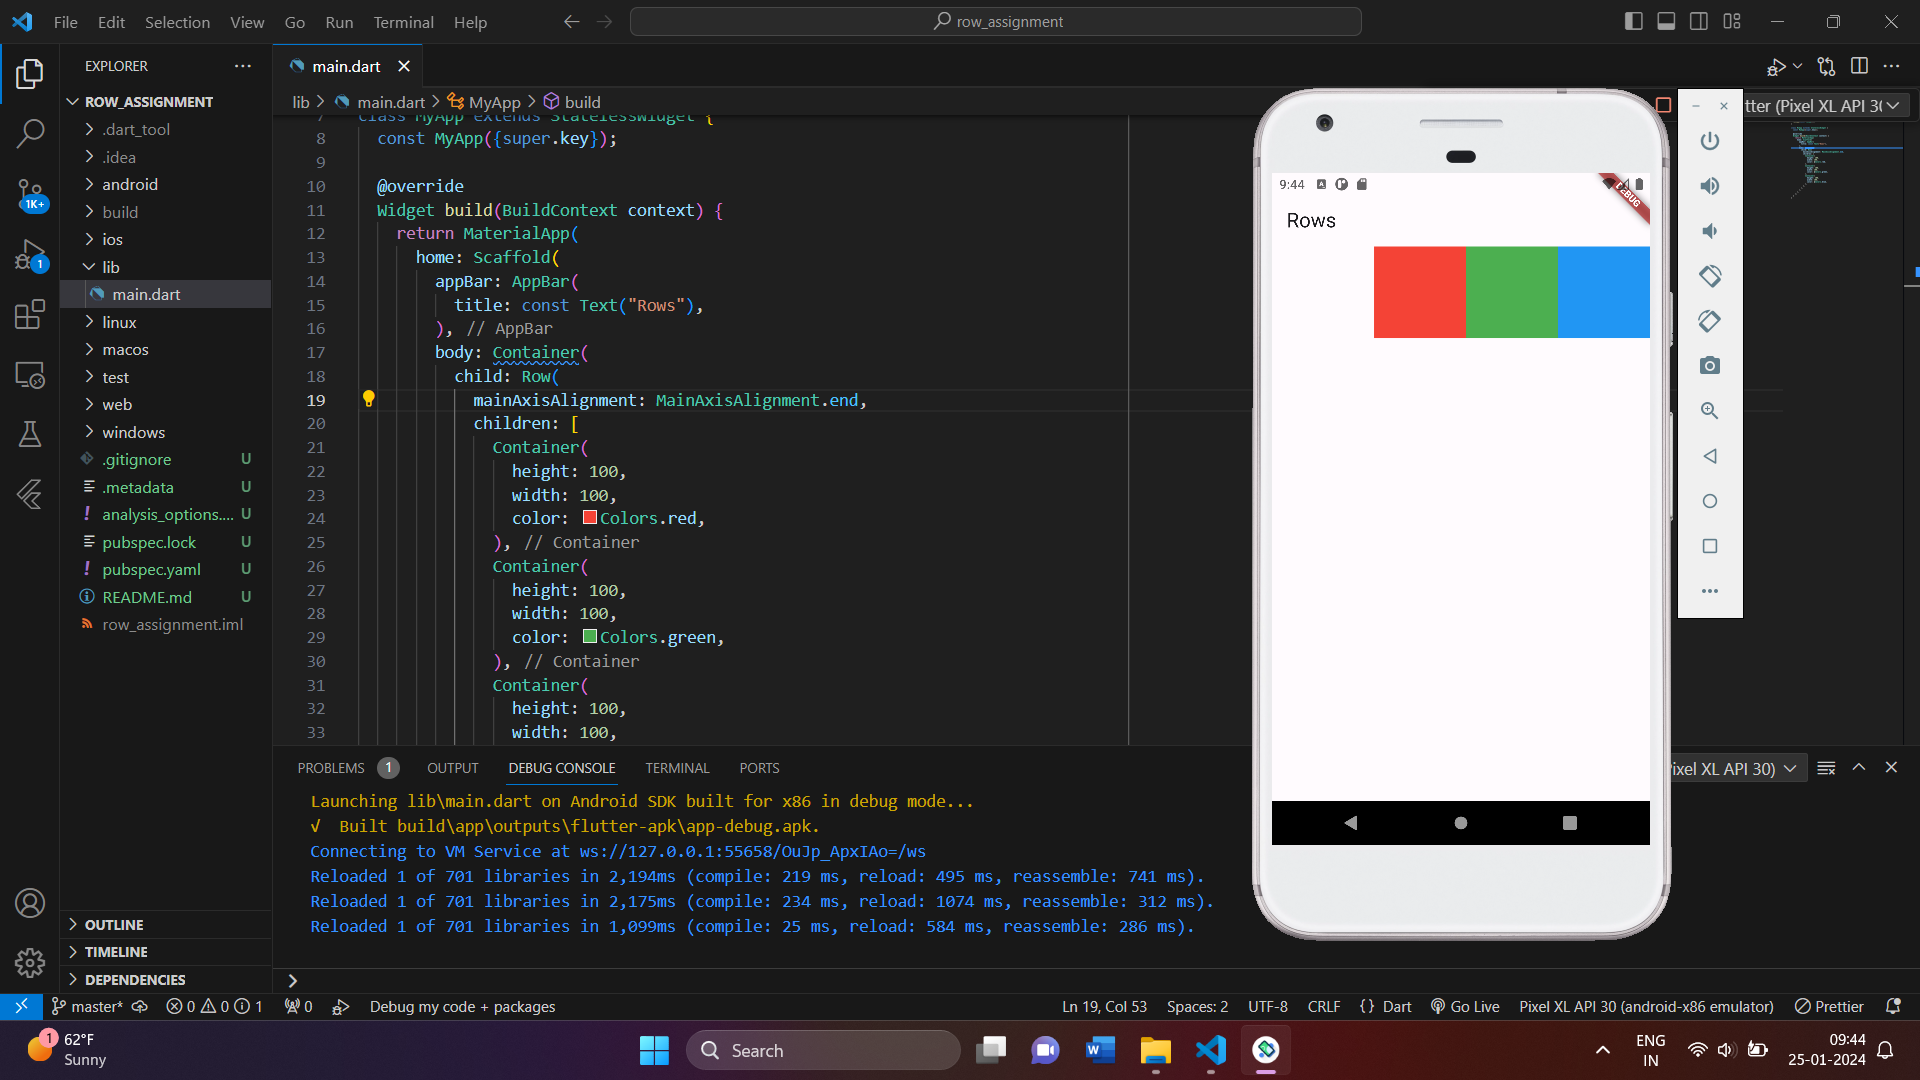 File Edit Selection View Go Run Terminal Help
row_assignment
EXPLORER
main.dart
ROW_ASSIGNMENT
.dart_tool
.idea
android
build
ios
lib
main.dart
linux
macos
test
web
windows
.gitignore U
.metadata U
analysis_options.... U
pubspec.lock U
pubspec.yaml U
README.md U
row_assignment.iml
OUTLINE
TIMELINE
DEPENDENCIES
1K+
1
lib > main.dart > MyApp > build
7 class MyApp extends StatelessWidget {
8 const MyApp({super.key});
9
10 @override
11 Widget build(BuildContext context) {
12 return MaterialApp(
13 home: Scaffold(
14 appBar: AppBar(
15 title: const Text("Rows"),
16 ), // AppBar
17 body: Container(
18 child: Row(
19 mainAxisAlignment: MainAxisAlignment.end,
20 children: [
21 Container(
22 height: 100,
23 width: 100,
24 color: Colors.red,
25 ), // Container
26 Container(
27 height: 100,
28 width: 100,
29 color: Colors.green,
30 ), // Container
31 Container(
32 height: 100,
33 width: 100,
tter (Pixel XL API 30
9:44
DEBUG
Rows
PROBLEMS 1 OUTPUT DEBUG CONSOLE TERMINAL PORTS
ixel XL API 30)
Launching lib\main.dart on Android SDK built for x86 in debug mode...
√ Built build\app\outputs\flutter-apk\app-debug.apk.
Connecting to VM Service at ws://127.0.0.1:55658/OuJp_ApxIAo=/ws
Reloaded 1 of 701 libraries in 2,194ms (compile: 219 ms, reload: 495 ms, reassemble: 741 ms).
Reloaded 1 of 701 libraries in 2,175ms (compile: 234 ms, reload: 1074 ms, reassemble: 312 ms).
Reloaded 1 of 701 libraries in 1,099ms (compile: 25 ms, reload: 584 ms, reassemble: 286 ms).
master* 0 0 1 0 Debug my code + packages Ln 19, Col 53 Spaces: 2 UTF-8 CRLF {} Dart Go Live Pixel XL API 30 (android-x86 emulator) Prettier
1
62°F
Sunny
Search
ENG
IN
09:44
25-01-2024